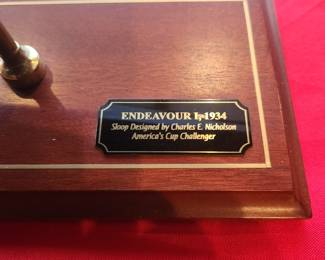 ENDEAVOUR I, 1934
Sloop Designed by Charles E. Nicholson
America's Cup Challenger